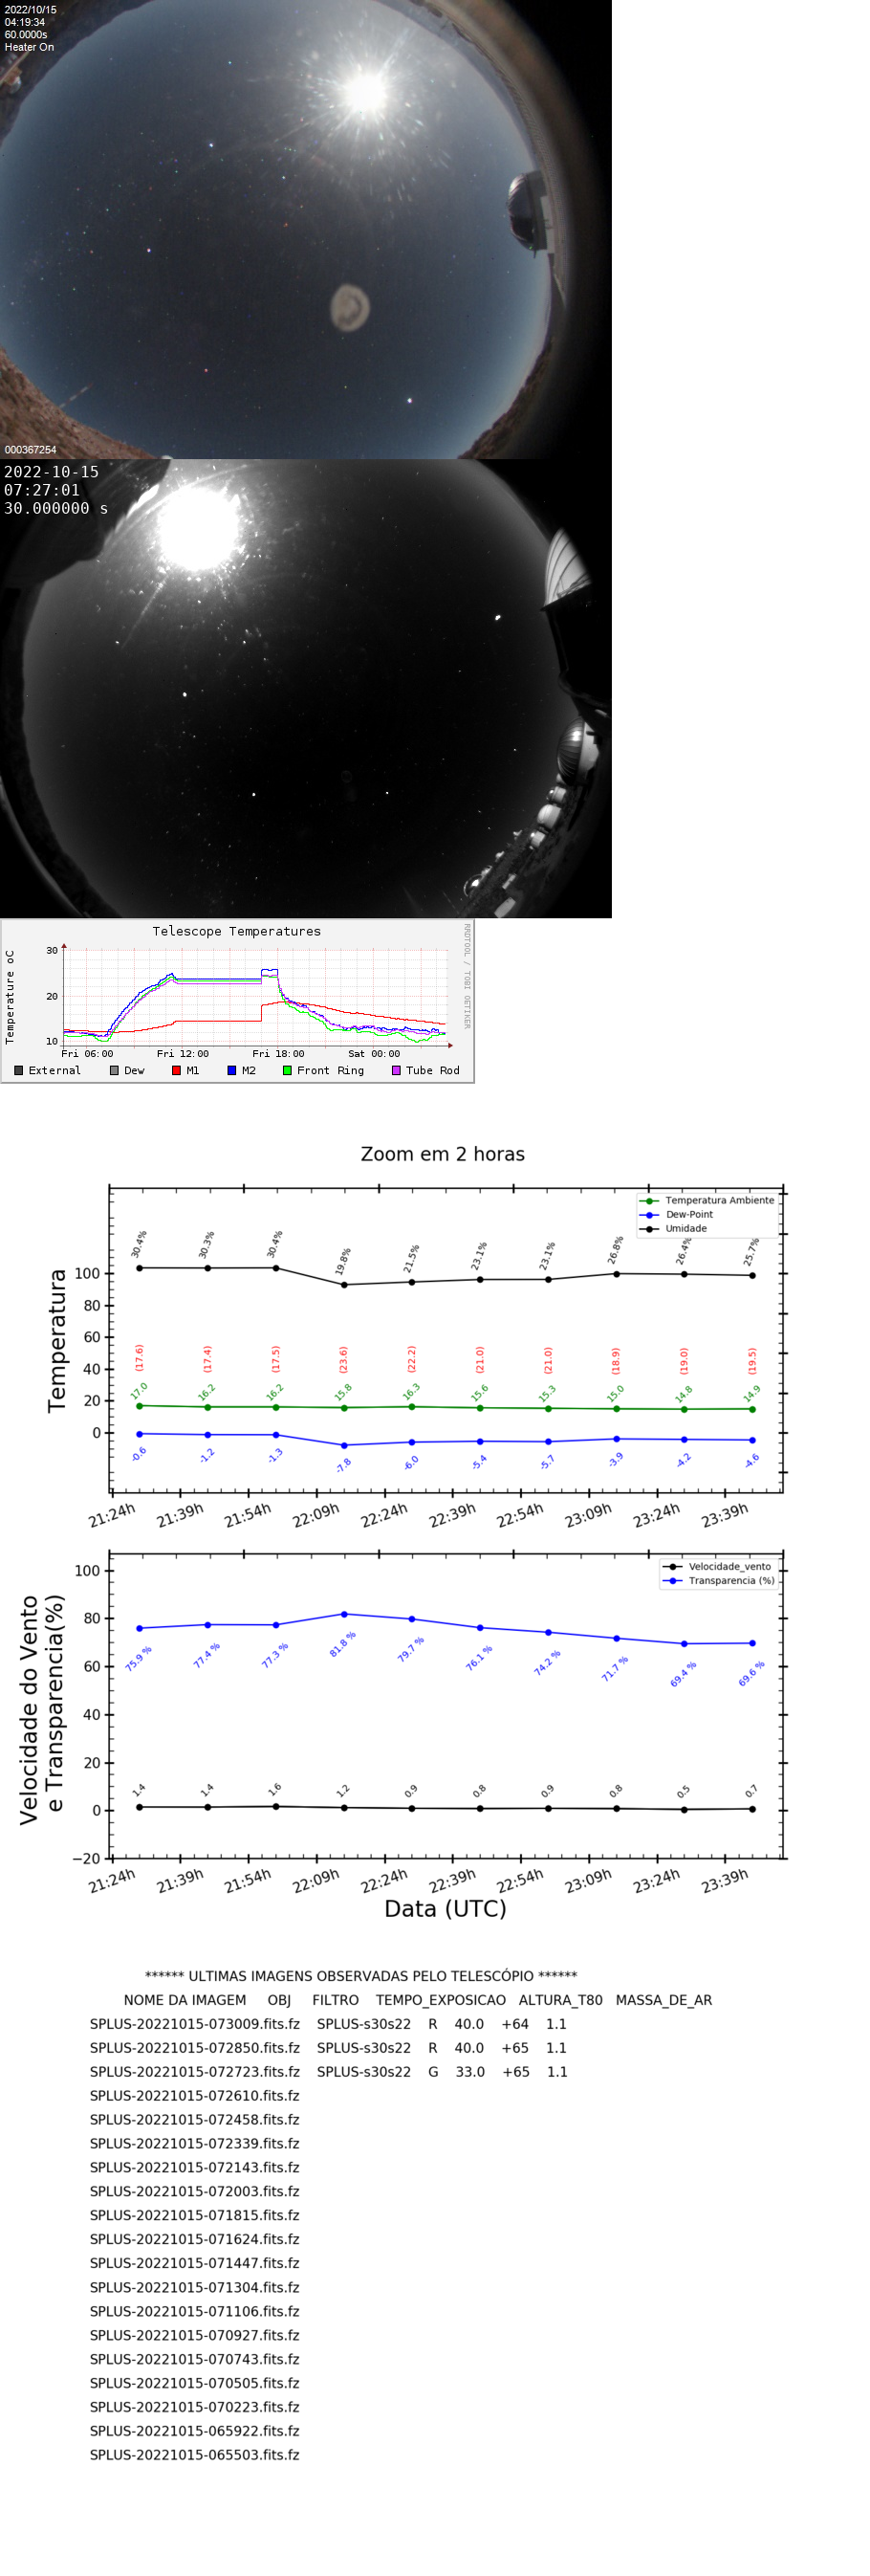 2022/10/15
04:19:34
60.0000s
Heater On
000367254
2022-10-15
07:27:01
30.000000 s
Telescope Temperatures
RRDTOOL / TOBI OETIKER
Temperature oC
30
20
10
Fri 06:00 Fri 12:00 Fri 18:00 Sat 00:00
External Dew M1 M2 Front Ring Tube Rod
Zoom em 2 horas
Temperatura
Temperatura Ambiente
Dew-Point
Umidade
30.4% 30.3% 30.4% 19.8% 21.5% 23.1% 23.1% 26.8% 26.4% 25.7%
100
80
60
40
20
0
(17.6) (17.4) (17.5) (23.6) (22.2) (21.0) (21.0) (18.9) (19.0) (19.5)
17.0 16.2 16.2 15.8 16.3 15.6 15.3 15.0 14.8 14.9
-0.6 -1.2 -1.3 -7.8 -6.0 -5.4 -5.7 -3.9 -4.2 -4.6
21:24h 21:39h 21:54h 22:09h 22:24h 22:39h 22:54h 23:09h 23:24h 23:39h
Velocidade do Vento
e Transparencia(%)
Velocidade_vento
Transparencia (%)
100
80
60
40
20
0
−20
75.9 % 77.4 % 77.3 % 81.8 % 79.7 % 76.1 % 74.2 % 71.7 % 69.4 % 69.6 %
1.4 1.4 1.6 1.2 0.9 0.8 0.9 0.8 0.5 0.7
21:24h 21:39h 21:54h 22:09h 22:24h 22:39h 22:54h 23:09h 23:24h 23:39h
Data (UTC)
****** ULTIMAS IMAGENS OBSERVADAS PELO TELESCÓPIO ******
NOME DA IMAGEM OBJ FILTRO TEMPO_EXPOSICAO ALTURA_T80 MASSA_DE_AR
SPLUS-20221015-073009.fits.fz SPLUS-s30s22 R 40.0 +64 1.1
SPLUS-20221015-072850.fits.fz SPLUS-s30s22 R 40.0 +65 1.1
SPLUS-20221015-072723.fits.fz SPLUS-s30s22 G 33.0 +65 1.1
SPLUS-20221015-072610.fits.fz
SPLUS-20221015-072458.fits.fz
SPLUS-20221015-072339.fits.fz
SPLUS-20221015-072143.fits.fz
SPLUS-20221015-072003.fits.fz
SPLUS-20221015-071815.fits.fz
SPLUS-20221015-071624.fits.fz
SPLUS-20221015-071447.fits.fz
SPLUS-20221015-071304.fits.fz
SPLUS-20221015-071106.fits.fz
SPLUS-20221015-070927.fits.fz
SPLUS-20221015-070743.fits.fz
SPLUS-20221015-070505.fits.fz
SPLUS-20221015-070223.fits.fz
SPLUS-20221015-065922.fits.fz
SPLUS-20221015-065503.fits.fz